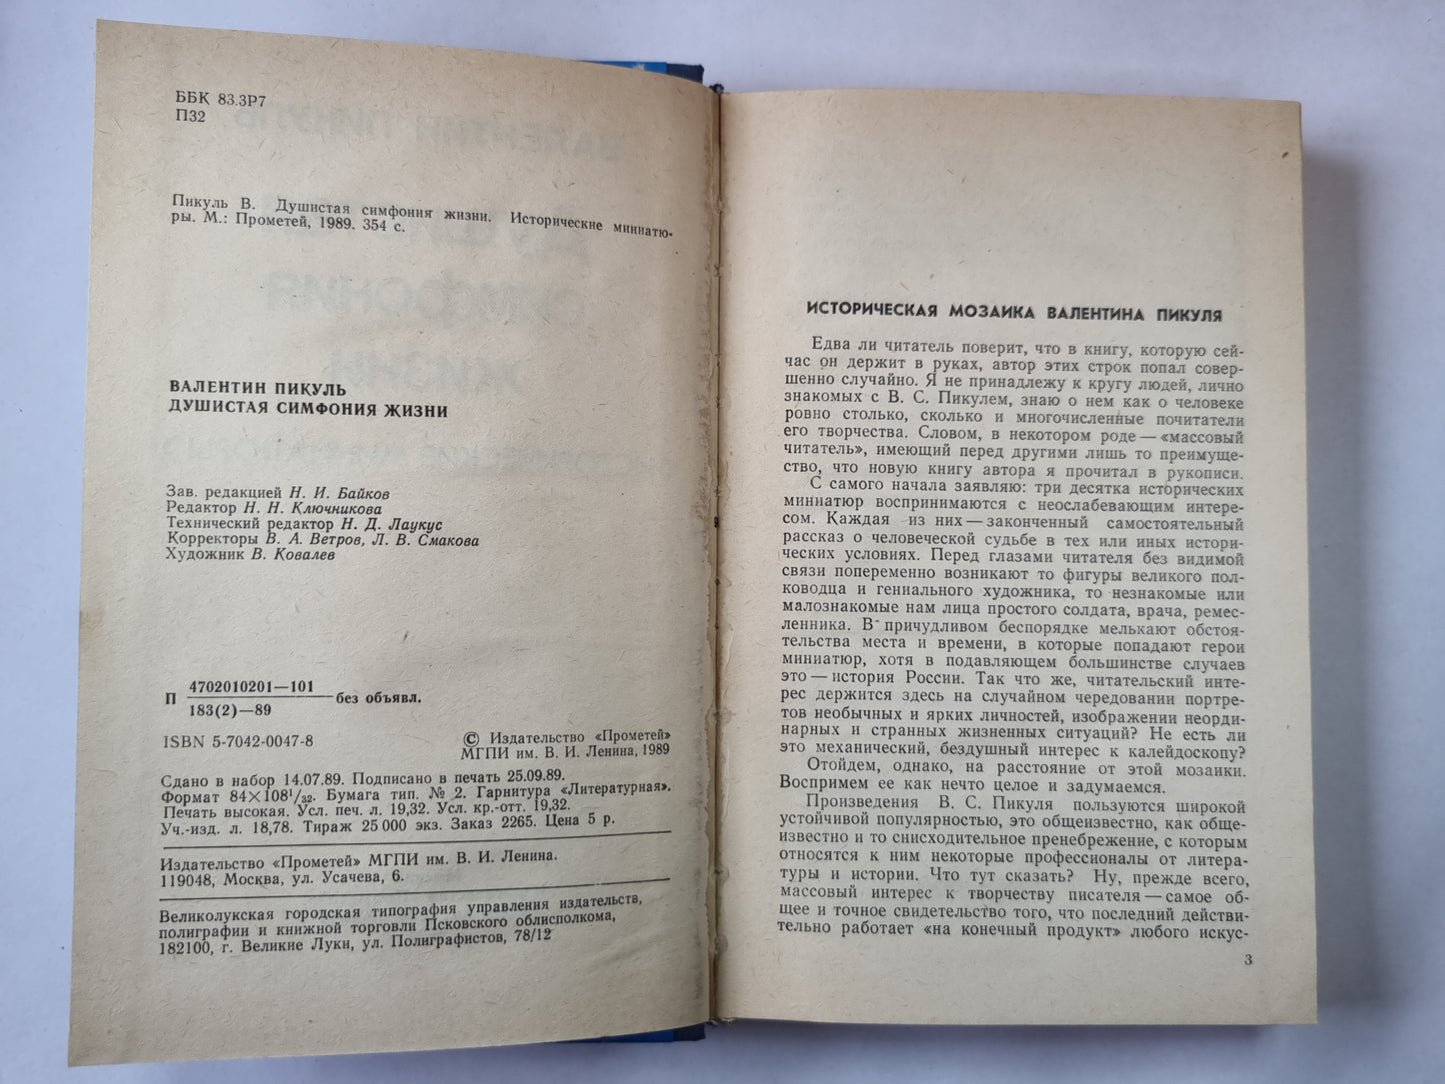 ББК 83.3Р7
П32
Пикуль В. Душистая симфония жизни. Исторические миниатю-
ры. М.: Прометей, 1989. 354 с.
ВАЛЕНТИН ПИКУЛЬ
ДУШИСТАЯ СИМФОНИЯ ЖИЗНИ
Зав. редакцией Н. И. Байков
Редактор Н. Н. Ключникова
Технический редактор Н. Д. Лаукус
Корректоры В. А. Ветров, Л. В. Смакова
Художник В. Ковалев
П 4702010201—101 без объявл.
183(2)—89
ISBN 5-7042-0047-8
© Издательство «Прометей»
МГПИ им. В. И. Ленина, 1989
Сдано в набор 14.07.89. Подписано в печать 25.09.89.
Формат 84×108¹/₃₂. Бумага тип. № 2. Гарнитура «Литературная».
Печать высокая. Усл. печ. л. 19,32. Усл. кр.-отт. 19,32.
Уч.-изд. л. 18,78. Тираж 25 000 экз. Заказ 2265. Цена 5 р.
Издательство «Прометей» МГПИ им. В. И. Ленина.
119048, Москва, ул. Усачева, 6.
Великолукская городская типография управления издательств,
полиграфии и книжной торговли Псковского облисполкома,
182100, г. Великие Луки, ул. Полиграфистов, 78/12
ИСТОРИЧЕСКАЯ МОЗАИКА ВАЛЕНТИНА ПИКУЛЯ
Едва ли читатель поверит, что в книгу, которую сей-
час он держит в руках, автор этих строк попал совер-
шенно случайно. Я не принадлежу к кругу людей, лично
знакомых с В. С. Пикулем, знаю о нем как о человеке
ровно столько, сколько и многочисленные почитатели
его творчества. Словом, в некотором роде — «массовый
читатель», имеющий перед другими лишь то преимуще-
ство, что новую книгу автора я прочитал в рукописи.
С самого начала заявляю: три десятка исторических
миниатюр воспринимаются с неослабевающим интере-
сом. Каждая из них — законченный самостоятельный
рассказ о человеческой судьбе в тех или иных истори-
ческих условиях. Перед глазами читателя без видимой
связи попеременно возникают то фигуры великого пол-
ководца и гениального художника, то незнакомые или
малознакомые нам лица простого солдата, врача, ремес-
ленника. В причудливом беспорядке мелькают обстоя-
тельства места и времени, в которые попадают герои
миниатюр, хотя в подавляющем большинстве случаев
это — история России. Так что же, читательский инте-
рес держится здесь на случайном чередовании портре-
тов необычных и ярких личностей, изображении неорди-
нарных и странных жизненных ситуаций? Не есть ли
это механический, бездушный интерес к калейдоскопу?
Отойдем, однако, на расстояние от этой мозаики.
Воспримем ее как нечто целое и задумаемся.
Произведения В. С. Пикуля пользуются широкой
устойчивой популярностью, это общеизвестно, как обще-
известно и то снисходительное пренебрежение, с которым
относятся к ним некоторые профессионалы от литера-
туры и истории. Что тут сказать? Ну, прежде всего,
массовый интерес к творчеству писателя — самое об-
щее и точное свидетельство того, что последний действи-
тельно работает «на конечный продукт» любого искус-
3